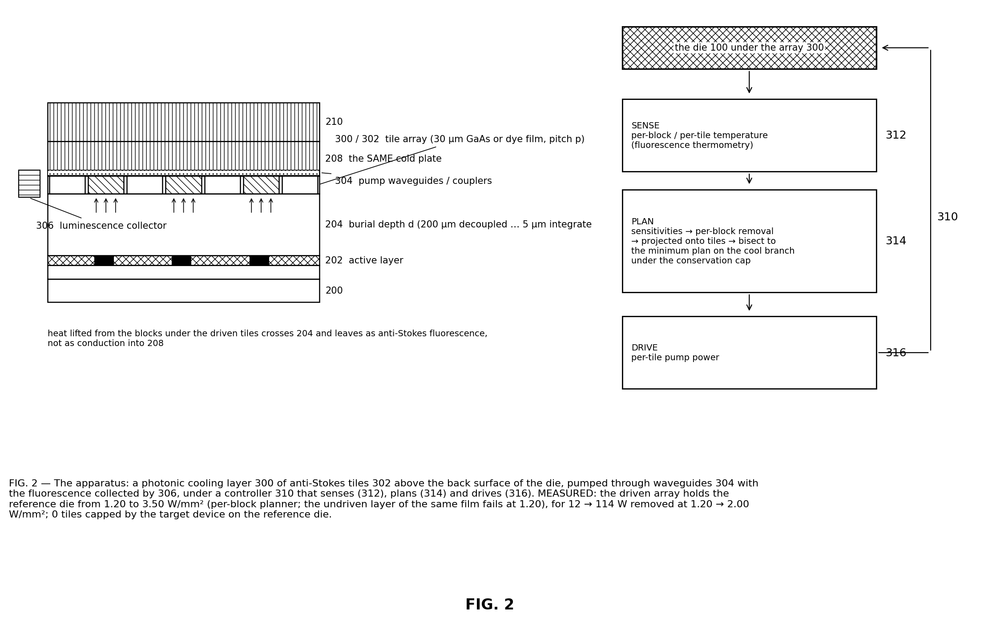 the die 100 under the array 300
210
300 / 302  tile array (30 µm GaAs or dye film, pitch p)
208  the SAME cold plate
304  pump waveguides / couplers
306  luminescence collector
204  burial depth d (200 µm decoupled … 5 µm integrate
202  active layer
200
heat lifted from the blocks under the driven tiles crosses 204 and leaves as anti-Stokes fluorescence,
not as conduction into 208
SENSE
per-block / per-tile temperature
(fluorescence thermometry)
312
PLAN
sensitivities → per-block removal
→ projected onto tiles → bisect to
the minimum plan on the cool branch
under the conservation cap
314
310
DRIVE
per-tile pump power
316
FIG. 2 — The apparatus: a photonic cooling layer 300 of anti-Stokes tiles 302 above the back surface of the die, pumped through waveguides 304 with
the fluorescence collected by 306, under a controller 310 that senses (312), plans (314) and drives (316). MEASURED: the driven array holds the
reference die from 1.20 to 3.50 W/mm² (per-block planner; the undriven layer of the same film fails at 1.20), for 12 → 114 W removed at 1.20 → 2.00
W/mm²; 0 tiles capped by the target device on the reference die.
FIG. 2